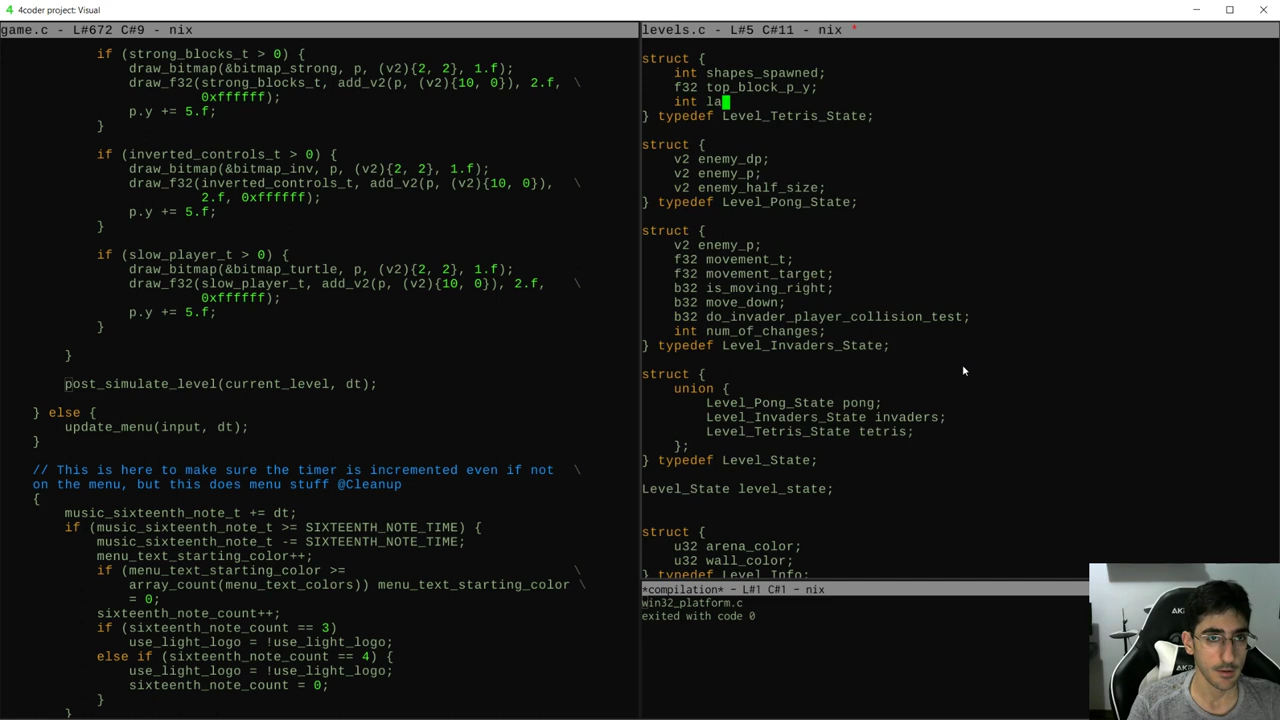 4coder project: Visual
game.c - L#672 C#9 - nix
if (strong_blocks_t > 0) {
draw_bitmap(&bitmap_strong, p, (v2){2, 2}, 1.f);
draw_f32(strong_blocks_t, add_v2(p, (v2){10, 0}), 2.f, \
0xffffff);
p.y += 5.f;
}
if (inverted_controls_t > 0) {
draw_bitmap(&bitmap_inv, p, (v2){2, 2}, 1.f);
draw_f32(inverted_controls_t, add_v2(p, (v2){10, 0}), \
2.f, 0xffffff);
p.y += 5.f;
}
if (slow_player_t > 0) {
draw_bitmap(&bitmap_turtle, p, (v2){2, 2}, 1.f);
draw_f32(slow_player_t, add_v2(p, (v2){10, 0}), 2.f, \
0xffffff);
p.y += 5.f;
}
}
post_simulate_level(current_level, dt);
} else {
update_menu(input, dt);
}
// This is here to make sure the timer is incremented even if not \
on the menu, but this does menu stuff @Cleanup
{
music_sixteenth_note_t += dt;
if (music_sixteenth_note_t >= SIXTEENTH_NOTE_TIME) {
music_sixteenth_note_t -= SIXTEENTH_NOTE_TIME;
menu_text_starting_color++;
if (menu_text_starting_color >= \
array_count(menu_text_colors)) menu_text_starting_color \
= 0;
sixteenth_note_count++;
if (sixteenth_note_count == 3)
use_light_logo = !use_light_logo;
else if (sixteenth_note_count == 4) {
use_light_logo = !use_light_logo;
sixteenth_note_count = 0;
}
}
levels.c - L#5 C#11 - nix *
struct {
int shapes_spawned;
f32 top_block_p_y;
int la
} typedef Level_Tetris_State;
struct {
v2 enemy_dp;
v2 enemy_p;
v2 enemy_half_size;
} typedef Level_Pong_State;
struct {
v2 enemy_p;
f32 movement_t;
f32 movement_target;
b32 is_moving_right;
b32 move_down;
b32 do_invader_player_collision_test;
int num_of_changes;
} typedef Level_Invaders_State;
struct {
union {
Level_Pong_State pong;
Level_Invaders_State invaders;
Level_Tetris_State tetris;
};
} typedef Level_State;
Level_State level_state;
struct {
u32 arena_color;
u32 wall_color;
} typedef Level_Info;
*compilation* - L#1 C#1 - nix
win32_platform.c
exited with code 0